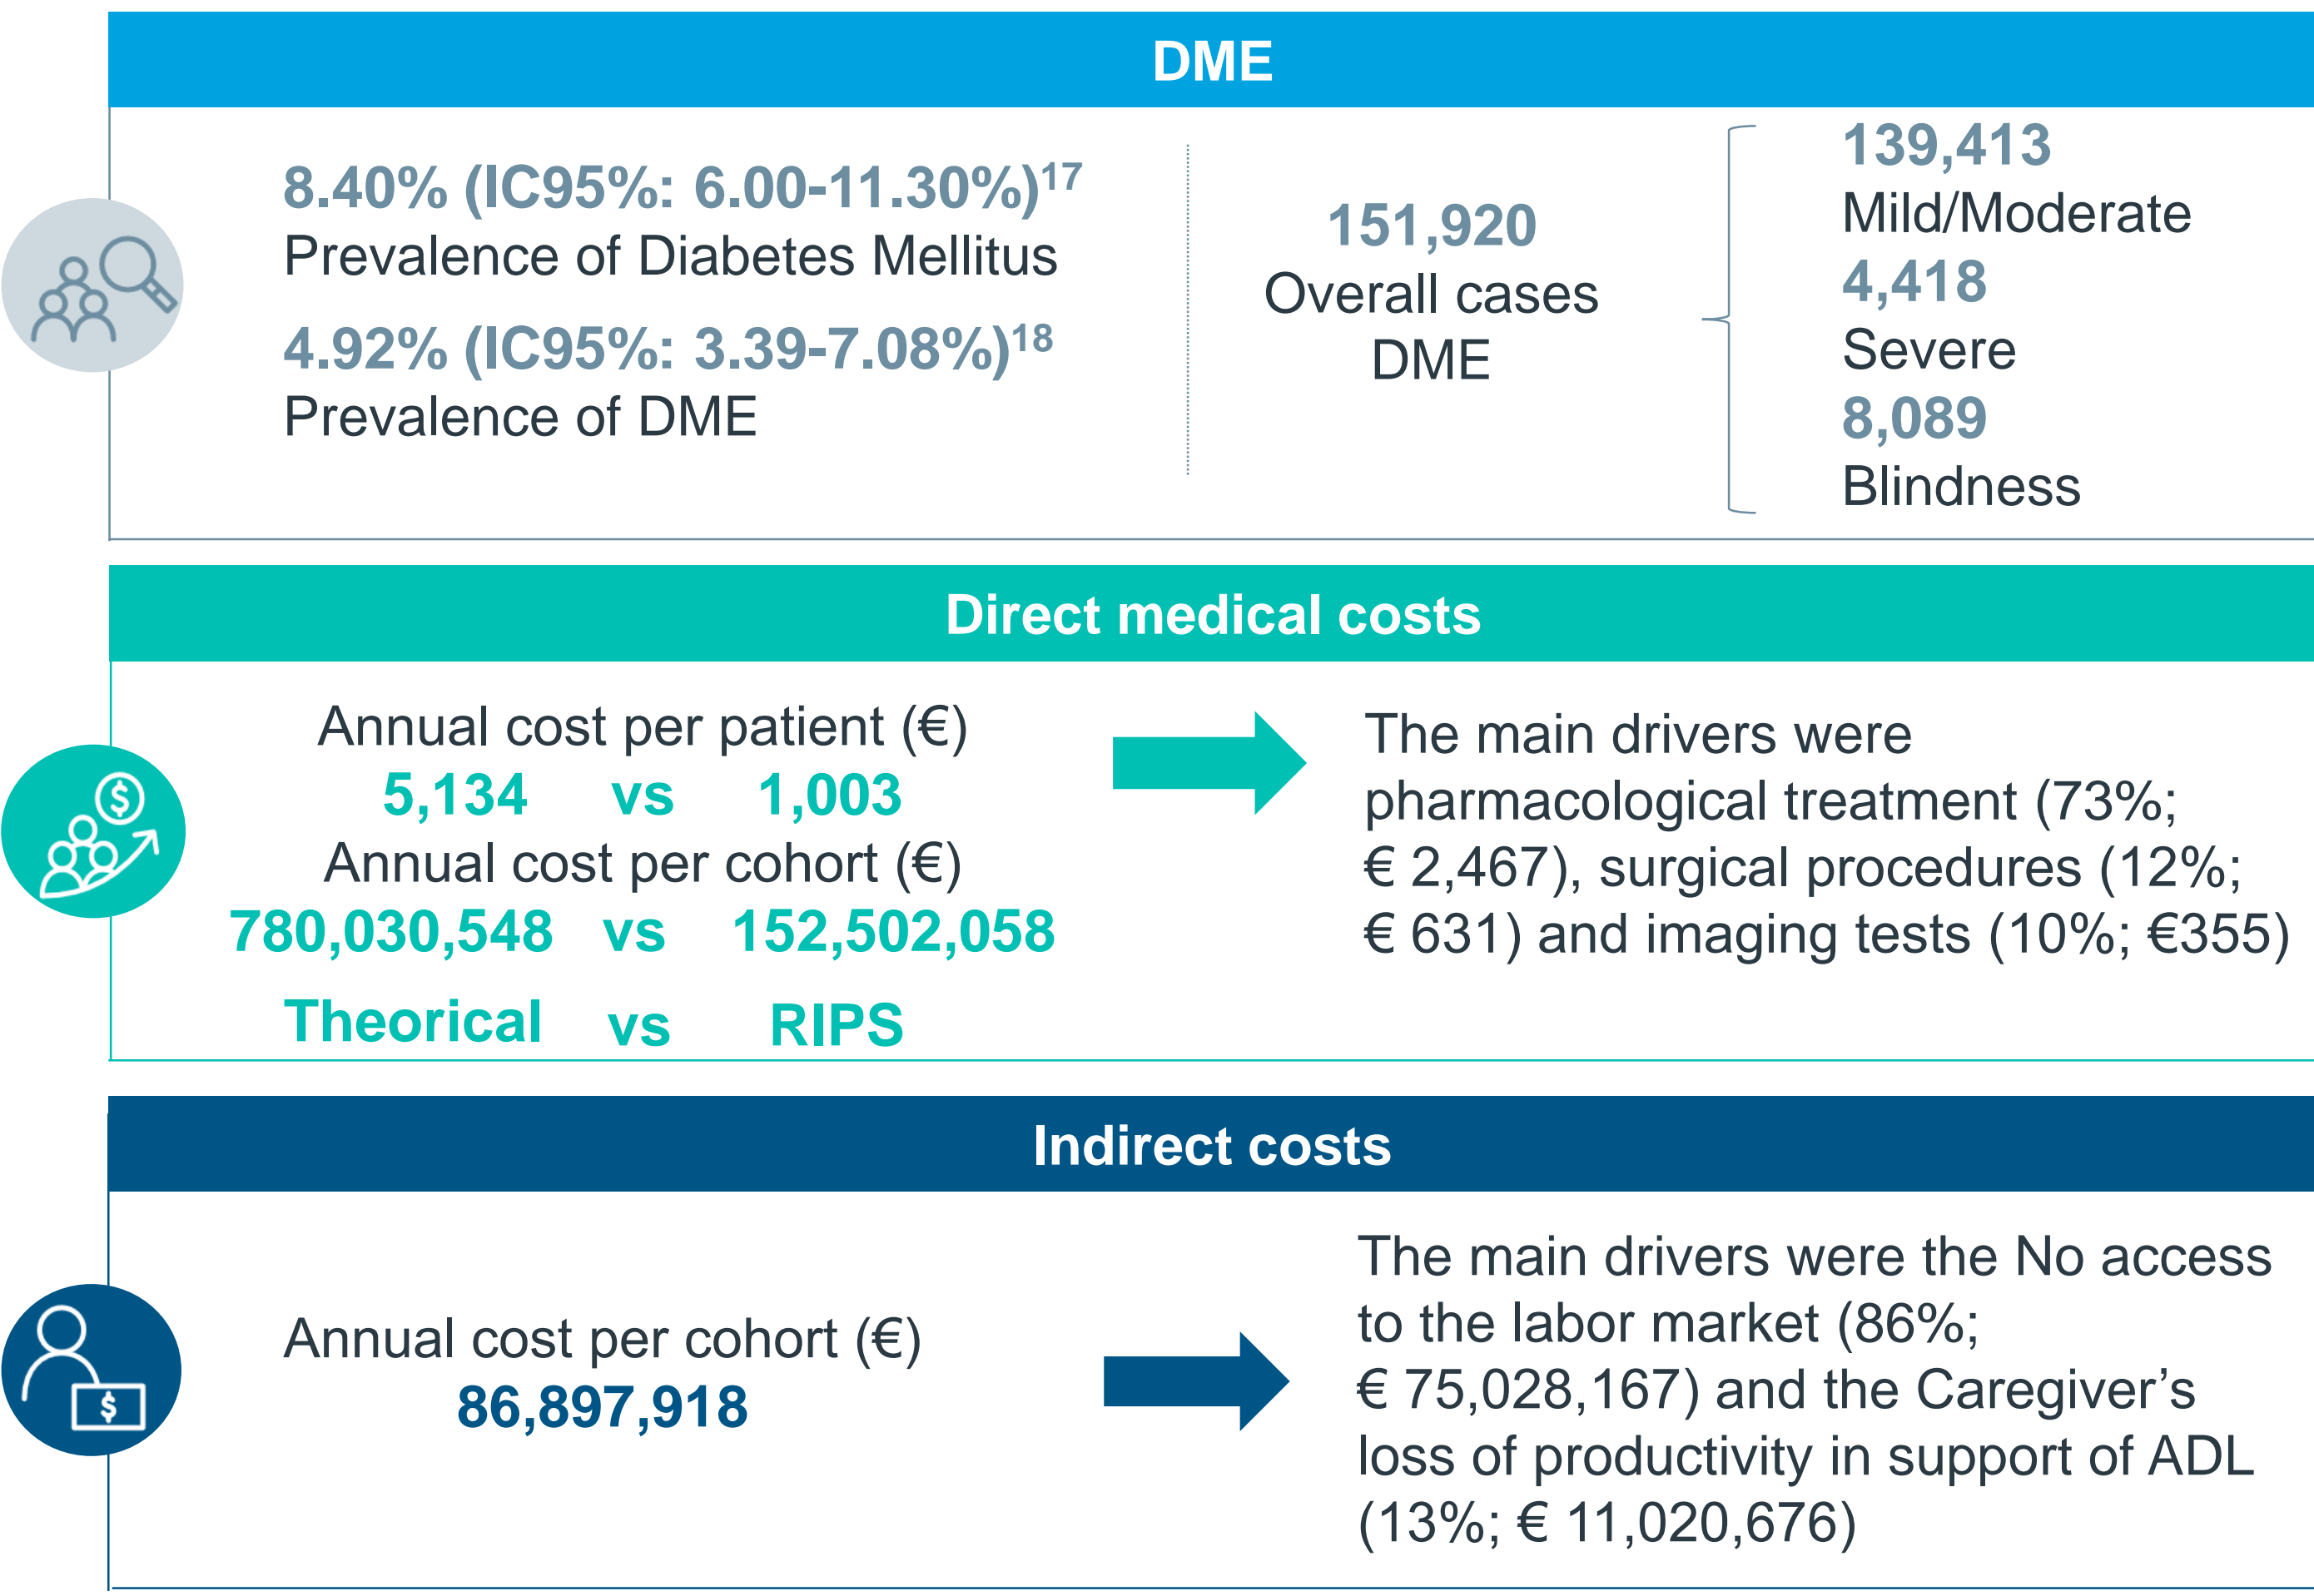 DME
8.40% (IC95%: 6.00-11.30%)17
Prevalence of Diabetes Mellitus
4.92% (IC95%: 3.39-7.08%)18
Prevalence of DME
151,920
Overall cases
DME
139,413
Mild/Moderate
4,418
Severe
8,089
Blindness
Direct medical costs
Annual cost per patient (€)
5,134 vs 1,003
Annual cost per cohort (€)
780,030,548 vs 152,502,058
Theorical vs RIPS
The main drivers were
pharmacological treatment (73%;
€ 2,467), surgical procedures (12%;
€ 631) and imaging tests (10%; €355)
Indirect costs
Annual cost per cohort (€)
86,897,918
The main drivers were the No access
to the labor market (86%;
€ 75,028,167) and the Caregiver’s
loss of productivity in support of ADL
(13%; € 11,020,676)